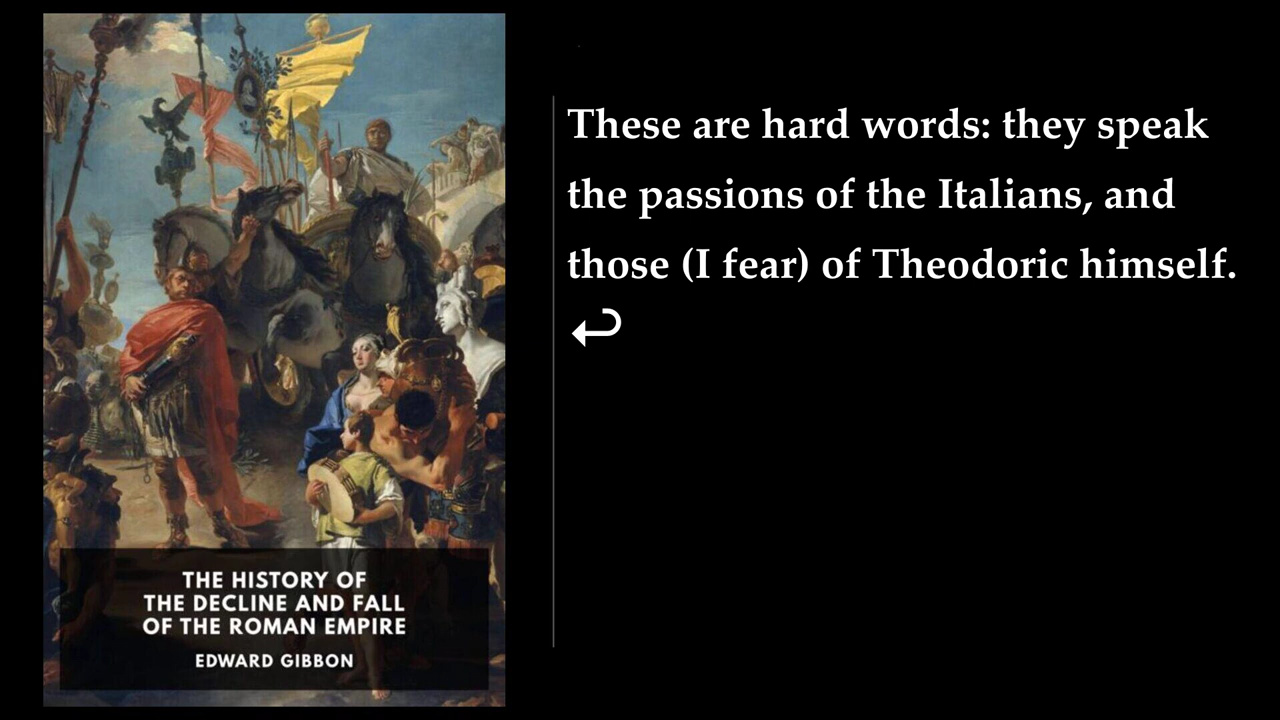 These are hard words: they speak
the passions of the Italians, and
those (I fear) of Theodoric himself.
↩
THE HISTORY OF
THE DECLINE AND FALL
OF THE ROMAN EMPIRE
EDWARD GIBBON